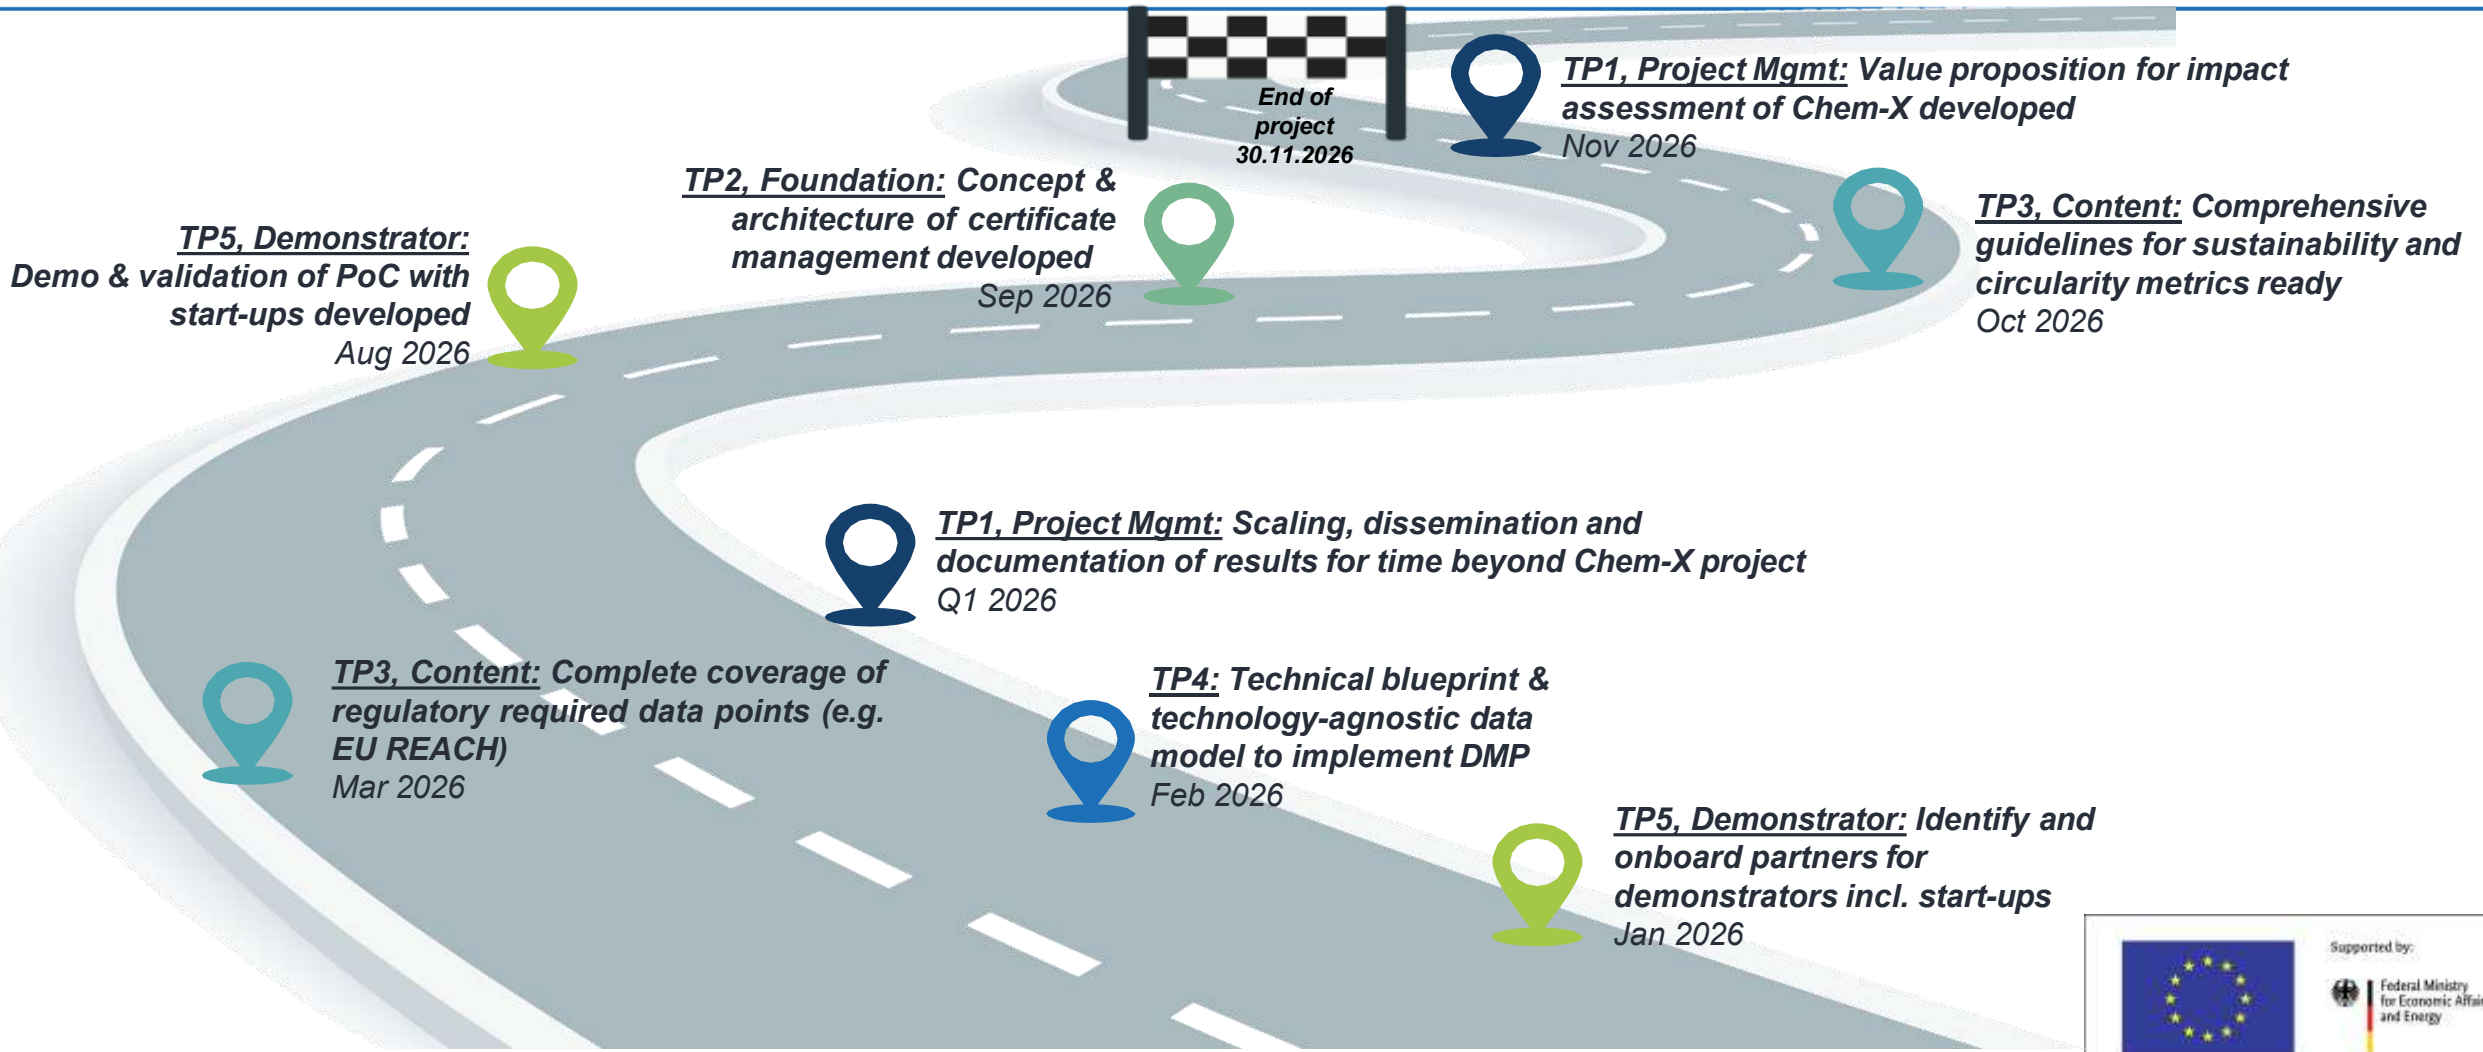 End of
project
30.11.2026
TP1, Project Mgmt: Value proposition for impact
assessment of Chem-X developed
Nov 2026
TP2, Foundation: Concept &
architecture of certificate
management developed
Sep 2026
TP3, Content: Comprehensive
guidelines for sustainability and
circularity metrics ready
Oct 2026
TP5, Demonstrator:
Demo & validation of PoC with
start-ups developed
Aug 2026
TP1, Project Mgmt: Scaling, dissemination and
documentation of results for time beyond Chem-X project
Q1 2026
TP3, Content: Complete coverage of
regulatory required data points (e.g.
EU REACH)
Mar 2026
TP4: Technical blueprint &
technology-agnostic data
model to implement DMP
Feb 2026
TP5, Demonstrator: Identify and
onboard partners for
demonstrators incl. start-ups
Jan 2026
Supported by:
Federal Ministry
for Economic Affair
and Energy